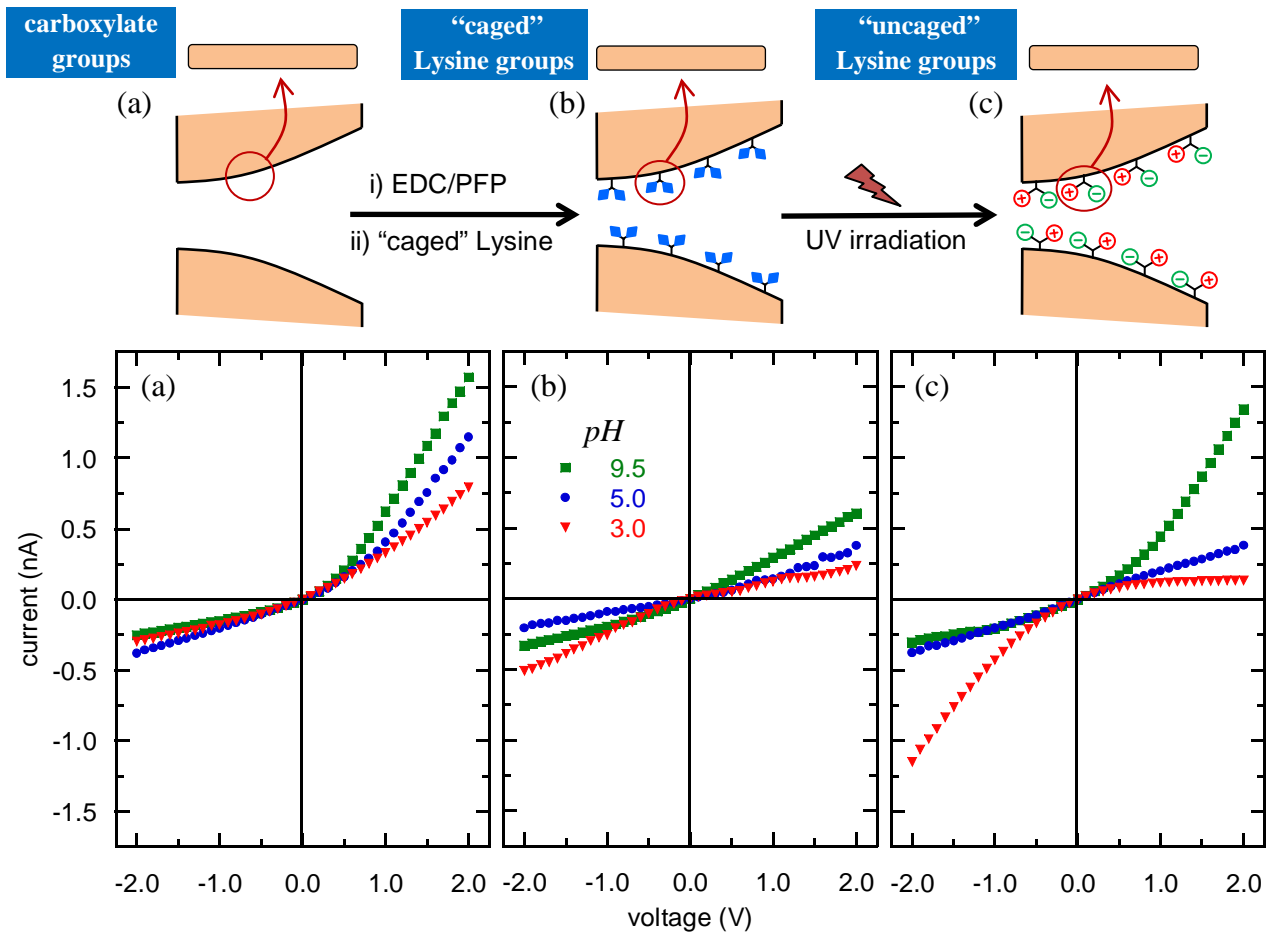 carboxylate
groups
“caged”
Lysine groups
“uncaged”
Lysine groups
(a)
(b)
(c)
i) EDC/PFP
ii) “caged” Lysine
UV irradiation
+ −
(a)
(b)
(c)
pH
9.5
5.0
3.0
1.5
1.0
0.5
0.0
-0.5
-1.0
-1.5
current (nA)
-2.0 -1.0 0.0 1.0 2.0
-2.0 -1.0 0.0 1.0 2.0
-2.0 -1.0 0.0 1.0 2.0
voltage (V)